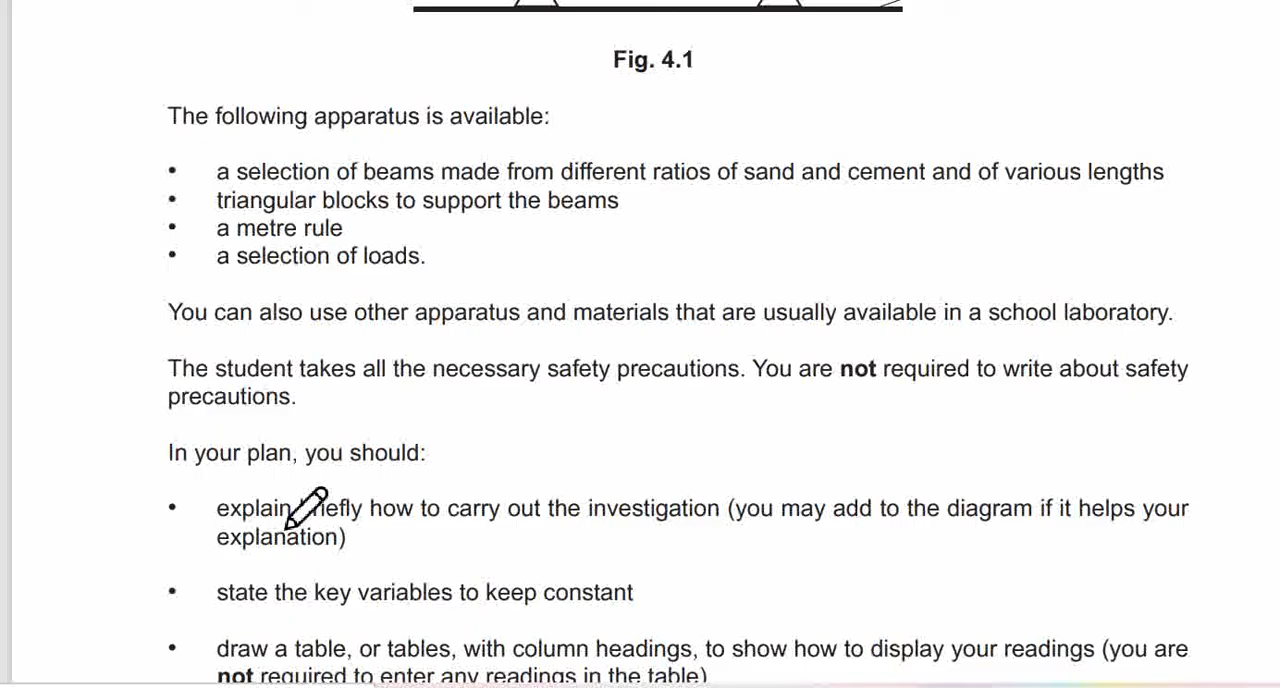 Fig. 4.1
The following apparatus is available:
• a selection of beams made from different ratios of sand and cement and of various lengths
• triangular blocks to support the beams
• a metre rule
• a selection of loads.
You can also use other apparatus and materials that are usually available in a school laboratory.
The student takes all the necessary safety precautions. You are not required to write about safety
precautions.
In your plan, you should:
• explain how to carry out the investigation (you may add to the diagram if it helps your
explanation)
• state the key variables to keep constant
• draw a table, or tables, with column headings, to show how to display your readings (you are
not required to enter any readings in the table)